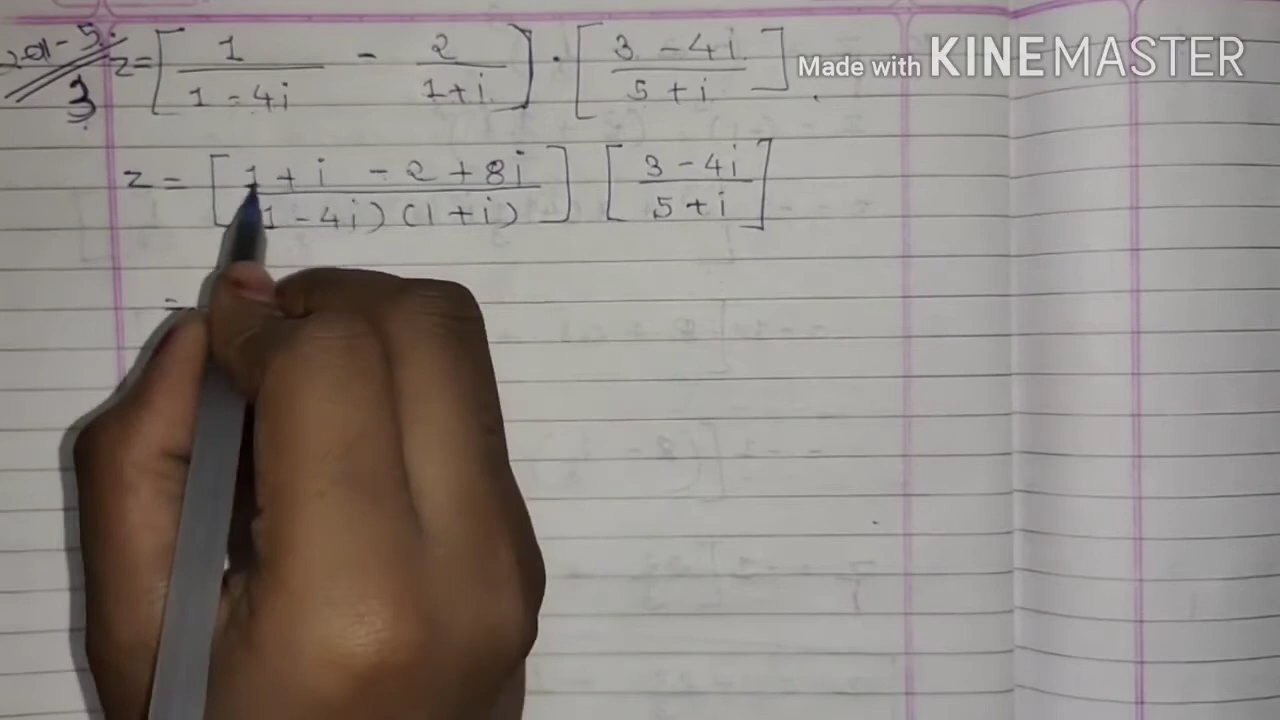 z = [ 1/(1-4i) - 2/(1+i) ] . [ (3-4i)/(5+i) ]
Made with KINEMASTER
3
z = [ (1+i-2+8i)/(1-4i)(1+i) ] [ (3-4i)/(5+i) ]
=